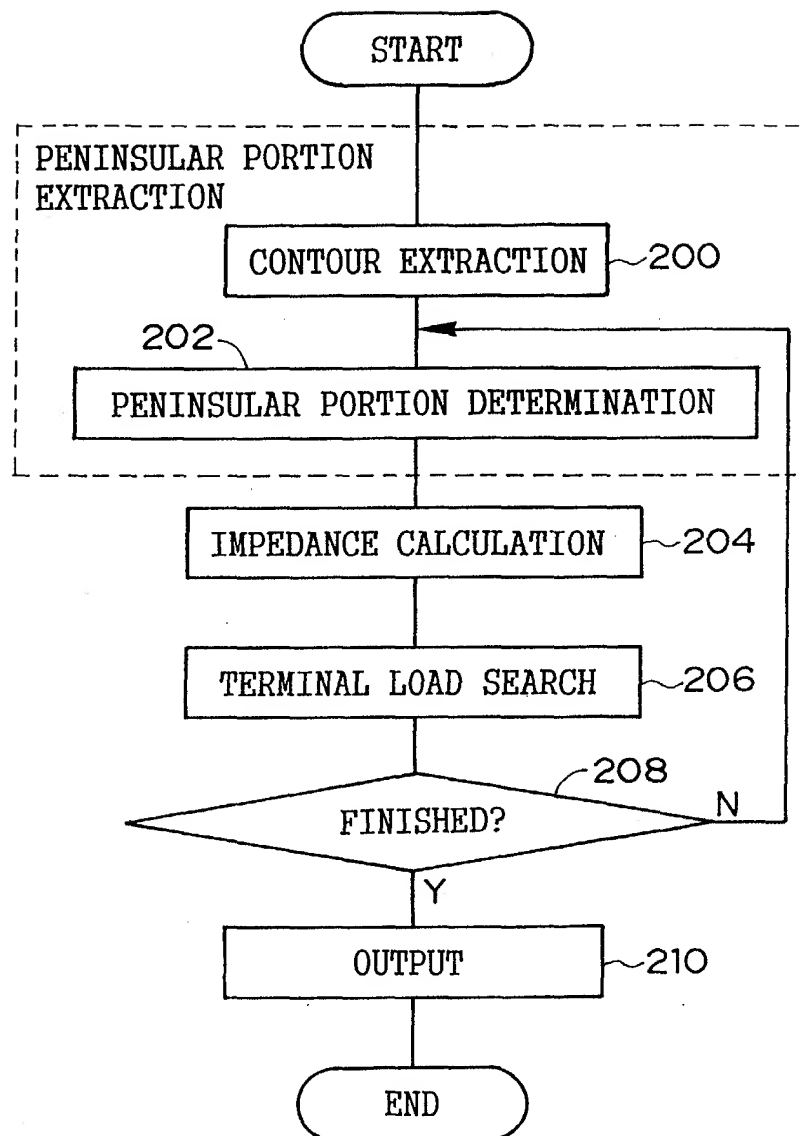 START
PENINSULAR PORTION
EXTRACTION
CONTOUR EXTRACTION
200
202
PENINSULAR PORTION DETERMINATION
IMPEDANCE CALCULATION
204
TERMINAL LOAD SEARCH
206
208
FINISHED?
N
Y
OUTPUT
210
END